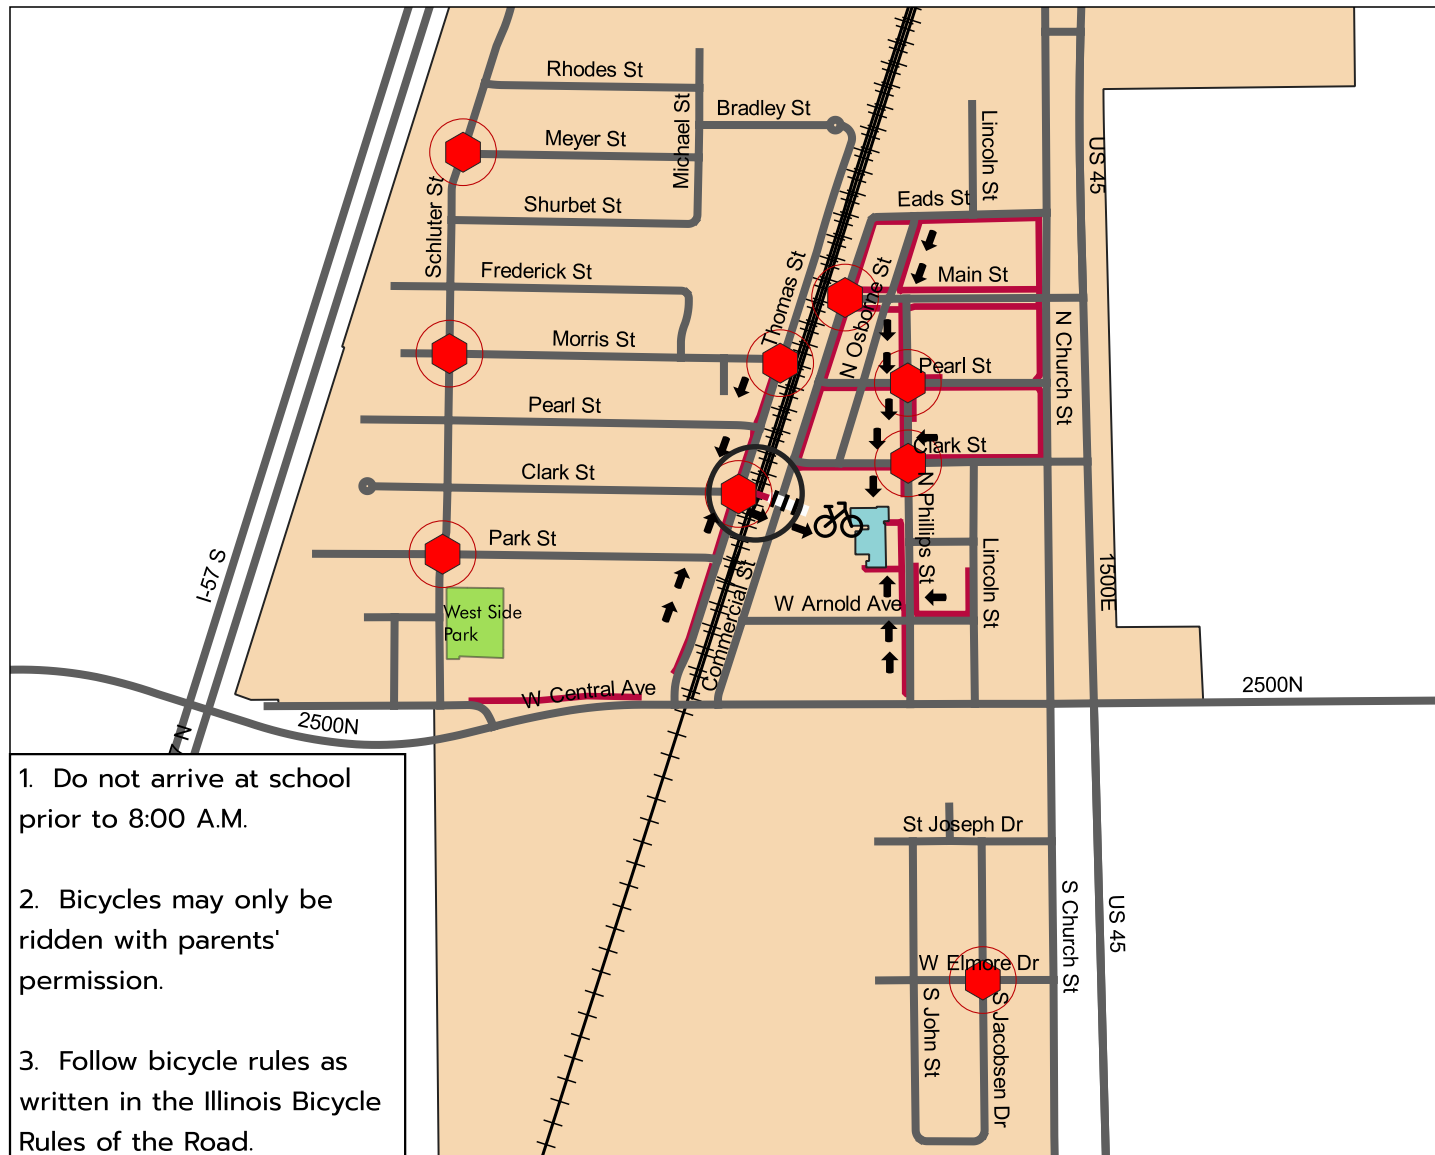 Rhodes St
Bradley St
Michael St
Meyer St
Lincoln St
US 45
Schluter St
Shurbet St
Eads St
Frederick St
Thomas St
N Osborne St
Main St
Morris St
N Church St
Pearl St
Pearl St
Clark St
Clark St
N Phillips St
Park St
I-57 S
Lincoln St
1500E
West Side
Park
Commercial St
W Arnold Ave
W Central Ave
2500N
2500N
7 N
1.  Do not arrive at school
prior to 8:00 A.M.
2.  Bicycles may only be
ridden with parents'
permission.
3.  Follow bicycle rules as
written in the Illinois Bicycle
Rules of the Road.
St Joseph Dr
S Church St
US 45
W Elmore Dr
S John St
S Jacobsen Dr